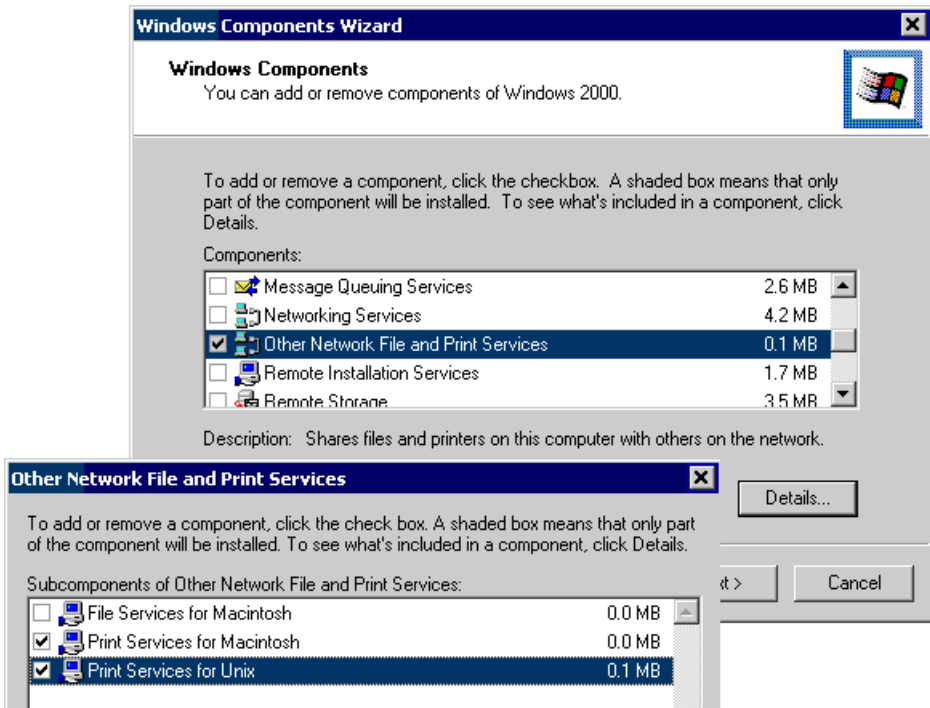 Windows Components Wizard
Windows Components
You can add or remove components of Windows 2000.
To add or remove a component, click the checkbox. A shaded box means that only
part of the component will be installed. To see what's included in a component, click
Details.
Components:
Message Queuing Services 2.6 MB
Networking Services 4.2 MB
Other Network File and Print Services 0.1 MB
Remote Installation Services 1.7 MB
Remote Storage 3.5 MB
Description: Shares files and printers on this computer with others on the network.
Details...
xt >
Cancel
Other Network File and Print Services
To add or remove a component, click the check box. A shaded box means that only part
of the component will be installed. To see what's included in a component, click Details.
Subcomponents of Other Network File and Print Services:
File Services for Macintosh 0.0 MB
Print Services for Macintosh 0.0 MB
Print Services for Unix 0.1 MB